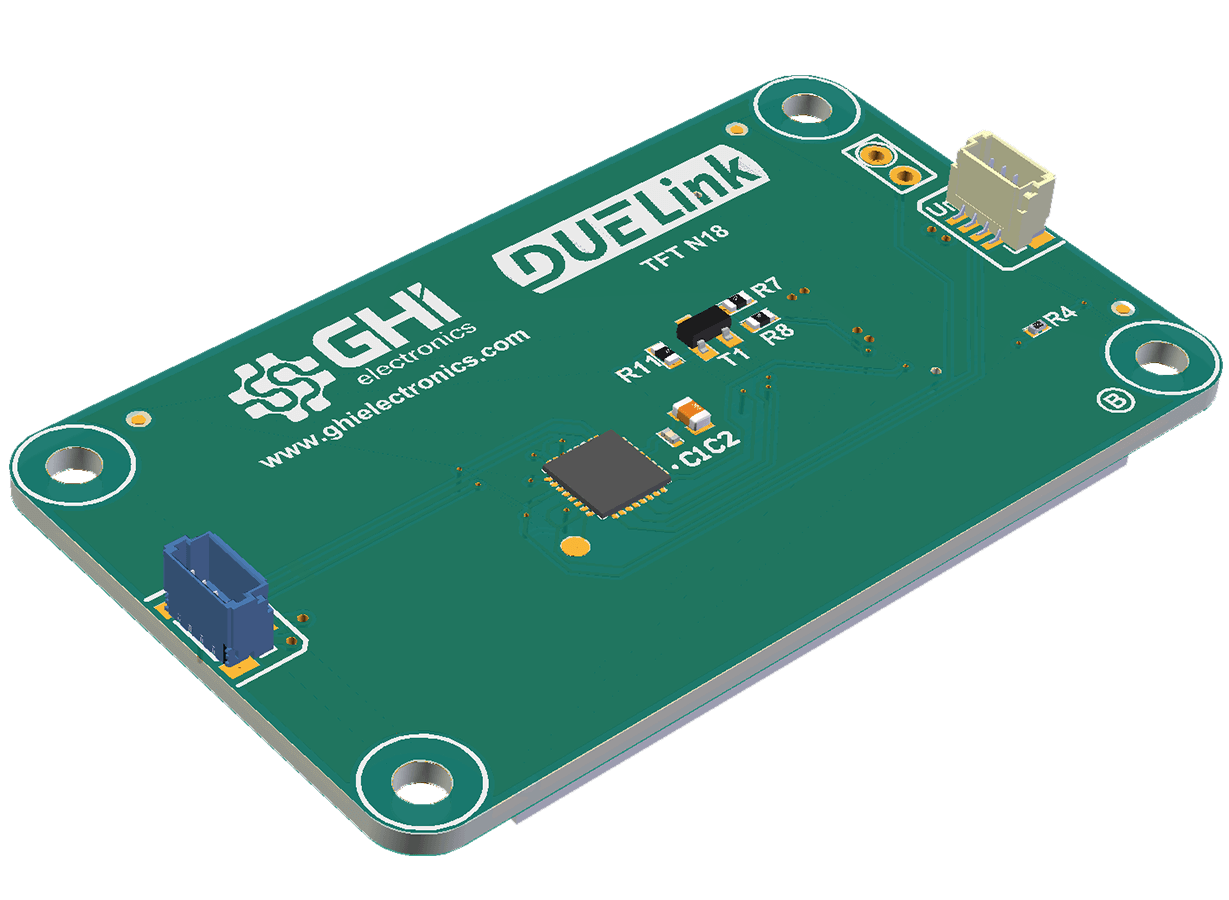 DUELink
TFT N18
GHI
electronics
www.ghielectronics.com
R7
R8
T1
R11
R4
B
C1C2